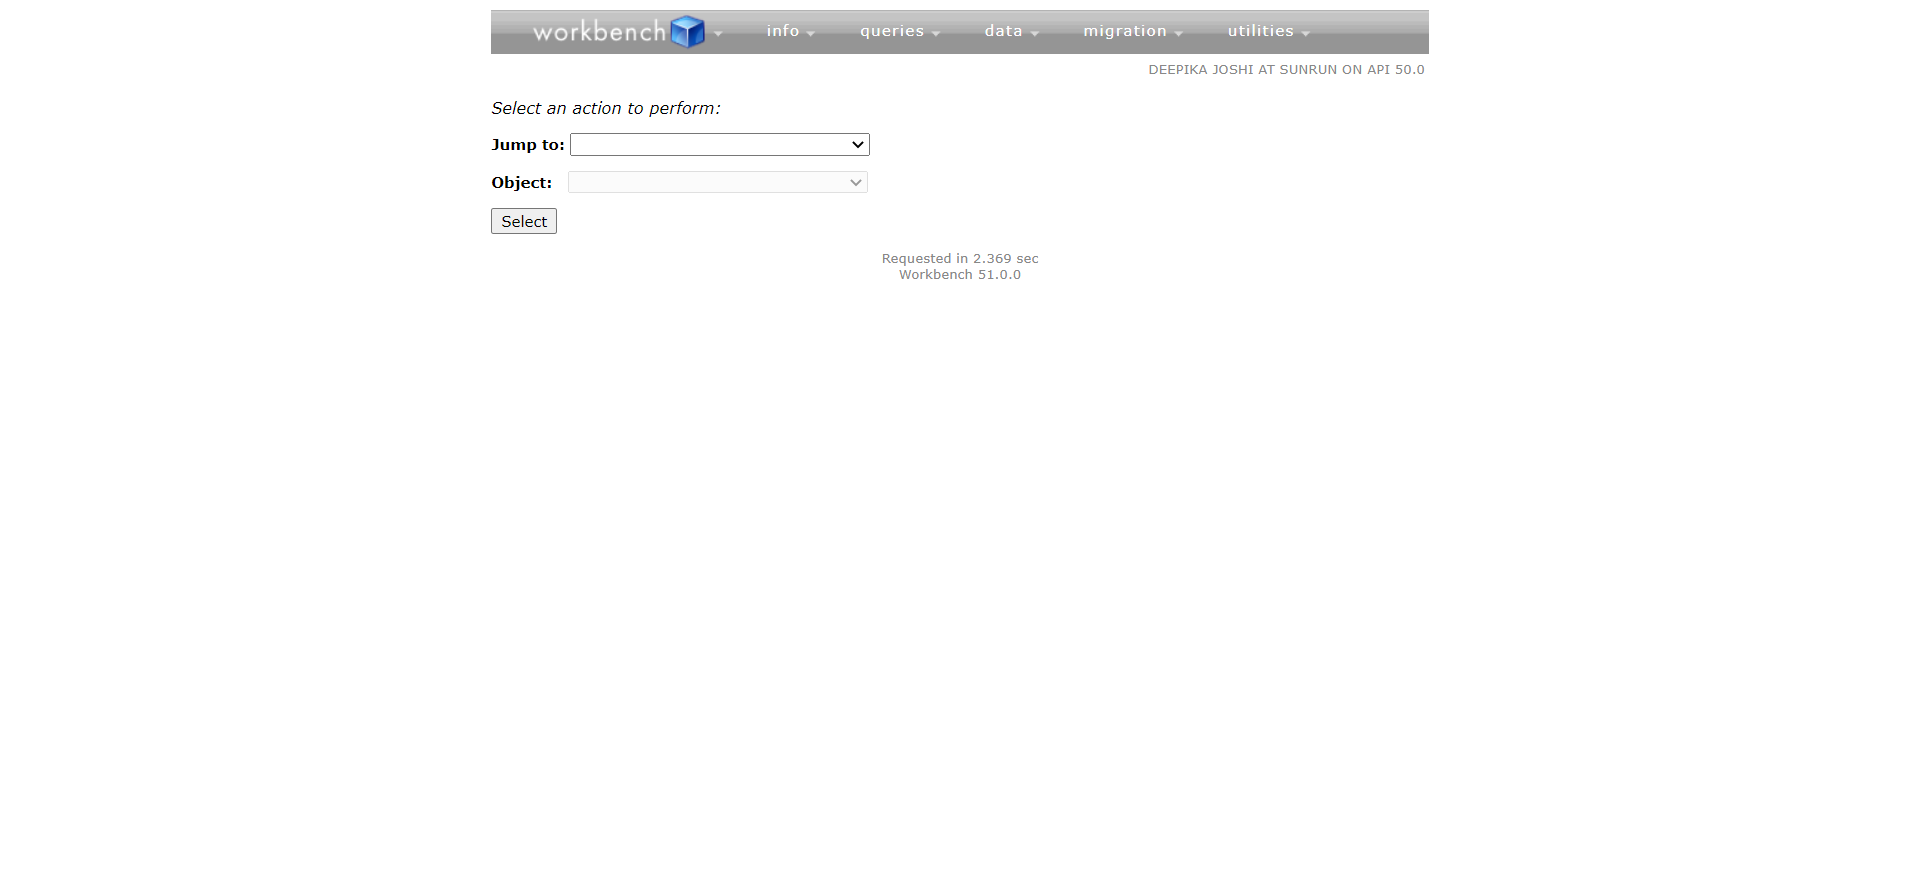 workbench info queries data migration utilities
DEEPIKA JOSHI AT SUNRUN ON API 50.0
Select an action to perform:
Jump to:
Object:
Select
Requested in 2.369 sec
Workbench 51.0.0